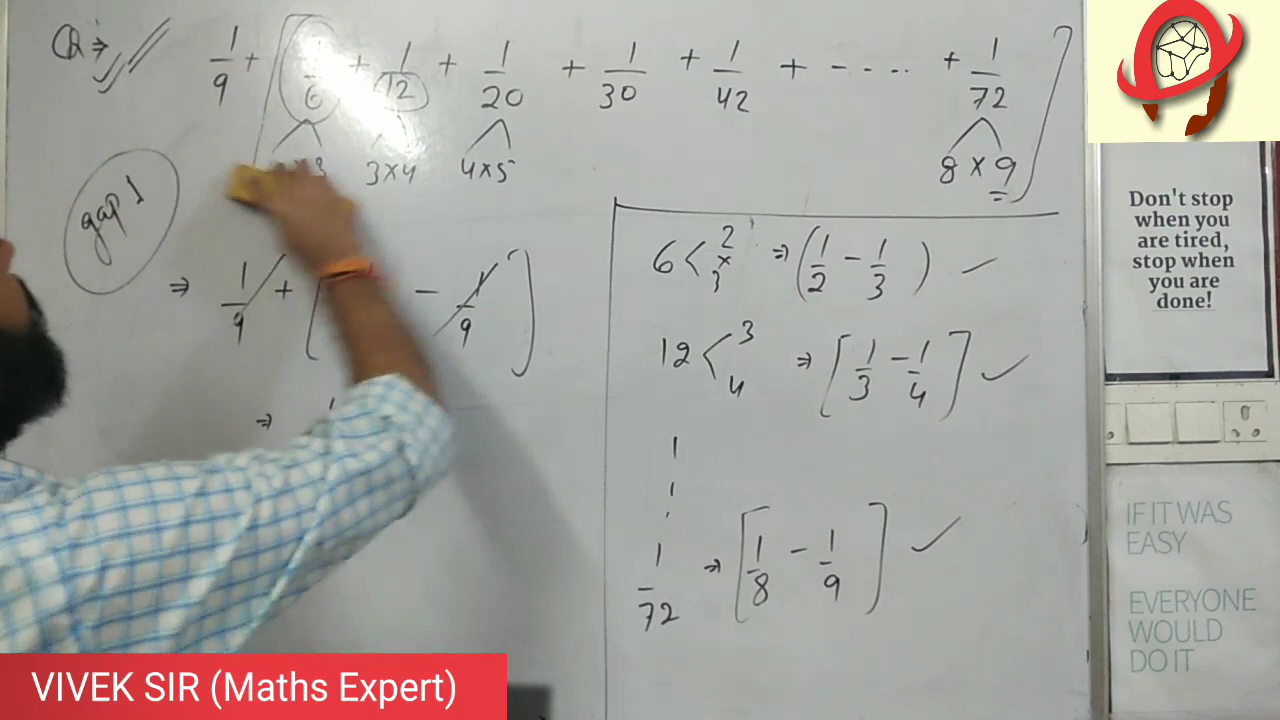 Q ⇒ 1/9 + [ 1/6 + 1/12 + 1/20 + 1/30 + 1/42 + - - . . . + 1/72 ]
3×4 4×5 8 × 9
gap 1
⇒ 1/9 + [ - 1/9 ]
⇒
6 < 2 × 3 ⇒ (1/2 - 1/3)
12 < 3 4 ⇒ [1/3 - 1/4]
1/72 ⇒ [1/8 - 1/9]
Don't stop
when you
are tired,
stop when
you are
done!
IF IT WAS
EASY
EVERYONE
WOULD
DO IT
VIVEK SIR (Maths Expert)